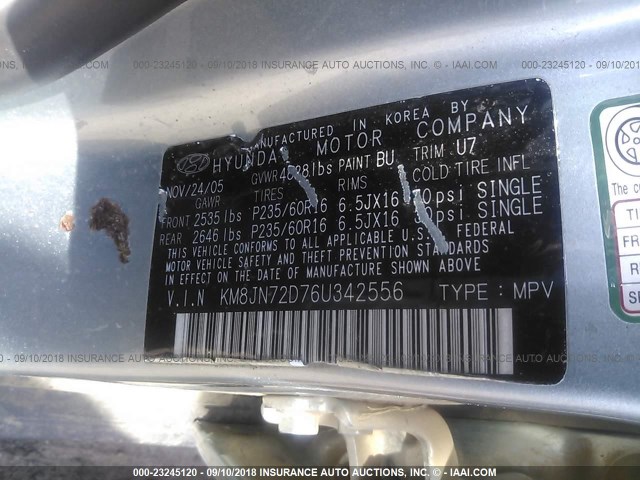 000-23245120 - 09/10/2018 INSURANCE AUTO AUCTIONS, INC. © - IAAI.COM
MANUFACTURED IN KOREA BY
HYUNDAI MOTOR COMPANY
NOV/24/05 GVWR lbs PAINT BU TRIM U7
GAWR TIRES RIMS COLD TIRE INFL
FRONT 2535 lbs P235/60R16 6.5JX16 psi SINGLE
REAR 2646 lbs P235/60R16 6.5JX16 psi SINGLE
THIS VEHICLE CONFORMS TO ALL APPLICABLE U.S. FEDERAL
MOTOR VEHICLE SAFETY AND THEFT PREVENTION STANDARDS
IN EFFECT ON THE DATE OF MANUFACTURE SHOWN ABOVE
V.I.N KM8JN72D76U342556 TYPE : MPV
000-23245120 - 09/10/2018 INSURANCE AUTO AUCTIONS, INC. © - IAAI.COM